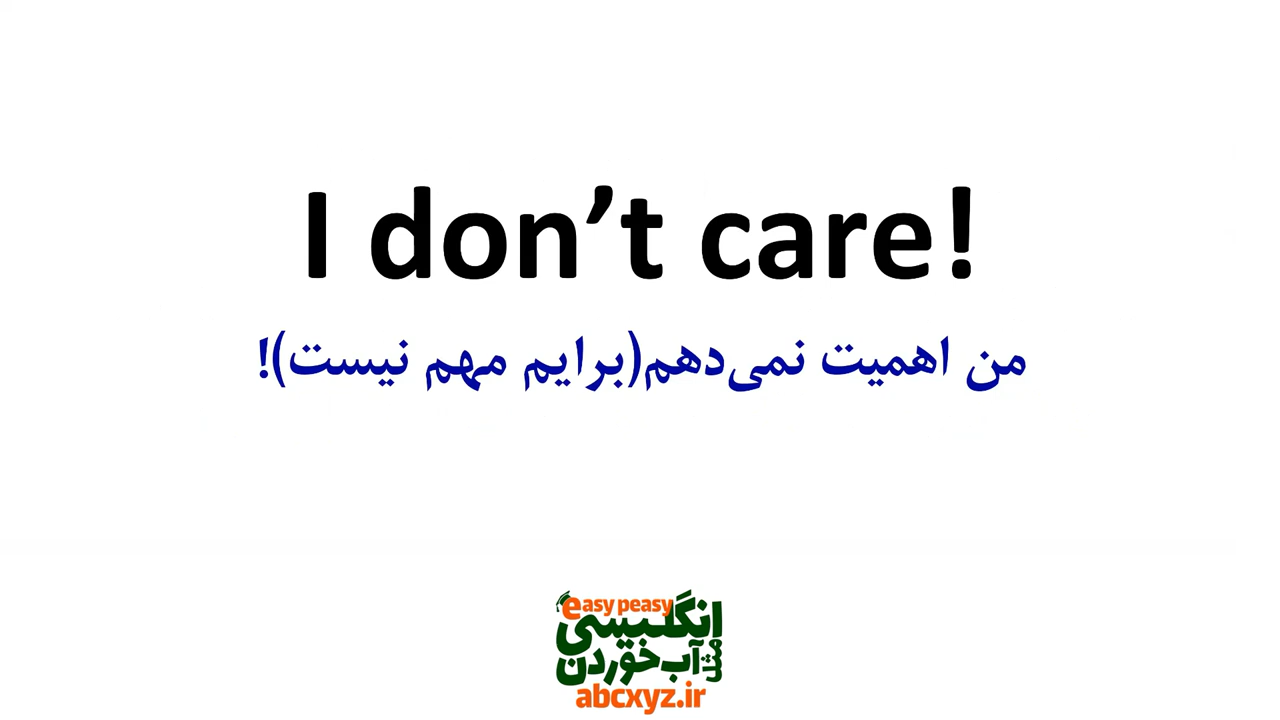 I don’t care!
من اهمیت نمی‌دهم(برایم مهم نیست)!
easy peasy
انگلیسی
مثل آب خوردن
abcxyz.ir